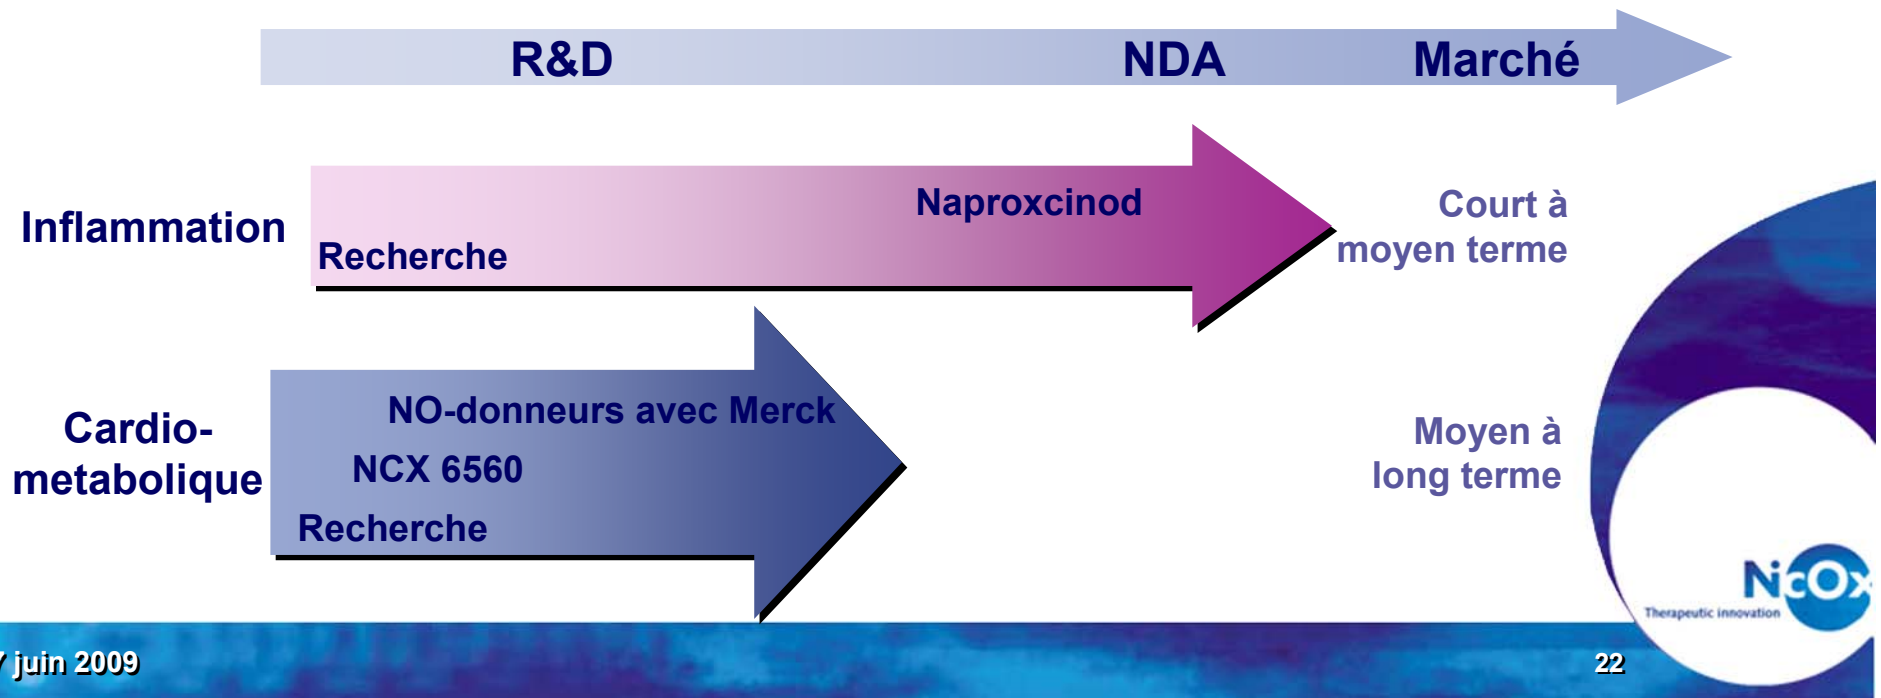 R&D NDA Marché
Inflammation
Recherche
Naproxcinod
Court à
moyen terme
Cardio-
metabolique
NO-donneurs avec Merck
NCX 6560
Recherche
Moyen à
long terme
NicOx
Therapeutic innovation
7 juin 2009
22